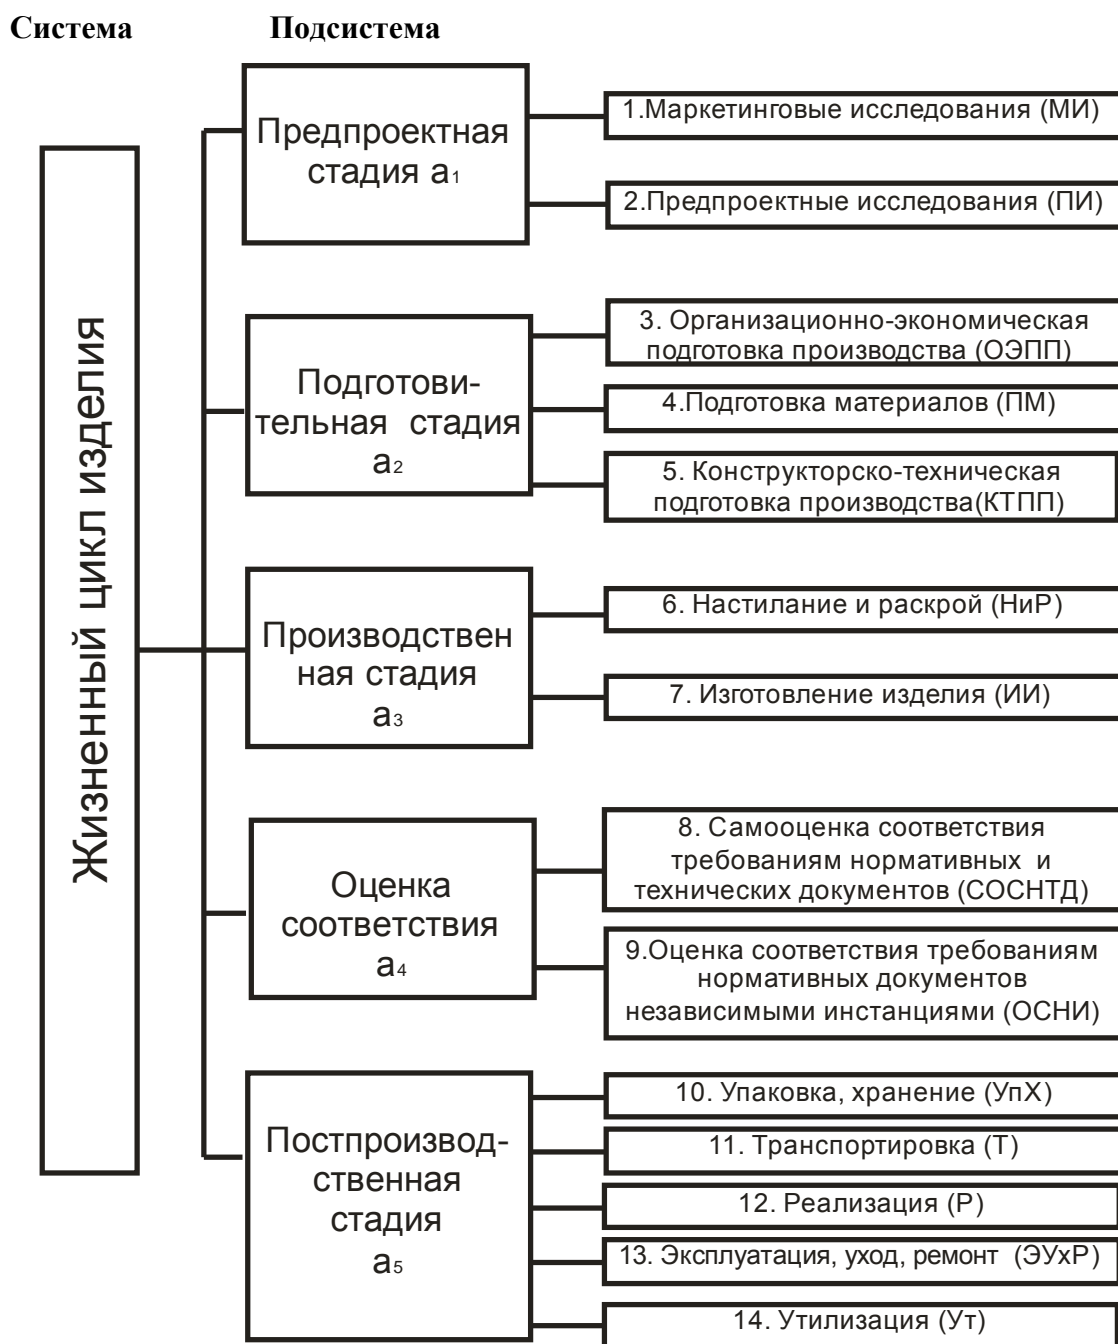 Система Подсистема
Жизненный цикл изделия
Предпроектная
стадия а1
1.Маркетинговые исследования (МИ)
2.Предпроектные исследования (ПИ)
Подготови-
тельная стадия
а2
3. Организационно-экономическая
подготовка производства (ОЭПП)
4.Подготовка материалов (ПМ)
5. Конструкторско-техническая
подготовка производства(КТПП)
Производствен
ная стадия
а3
6. Настилание и раскрой (НиР)
7. Изготовление изделия (ИИ)
Оценка
соответствия
а4
8. Самооценка соответствия
требованиям нормативных и
технических документов (СОСНТД)
9.Оценка соответствия требованиям
нормативных документов
независимыми инстанциями (ОСНИ)
Постпроизвод-
ственная
стадия
а5
10. Упаковка, хранение (УпХ)
11. Транспортировка (Т)
12. Реализация (Р)
13. Эксплуатация, уход, ремонт (ЭУхР)
14. Утилизация (Ут)